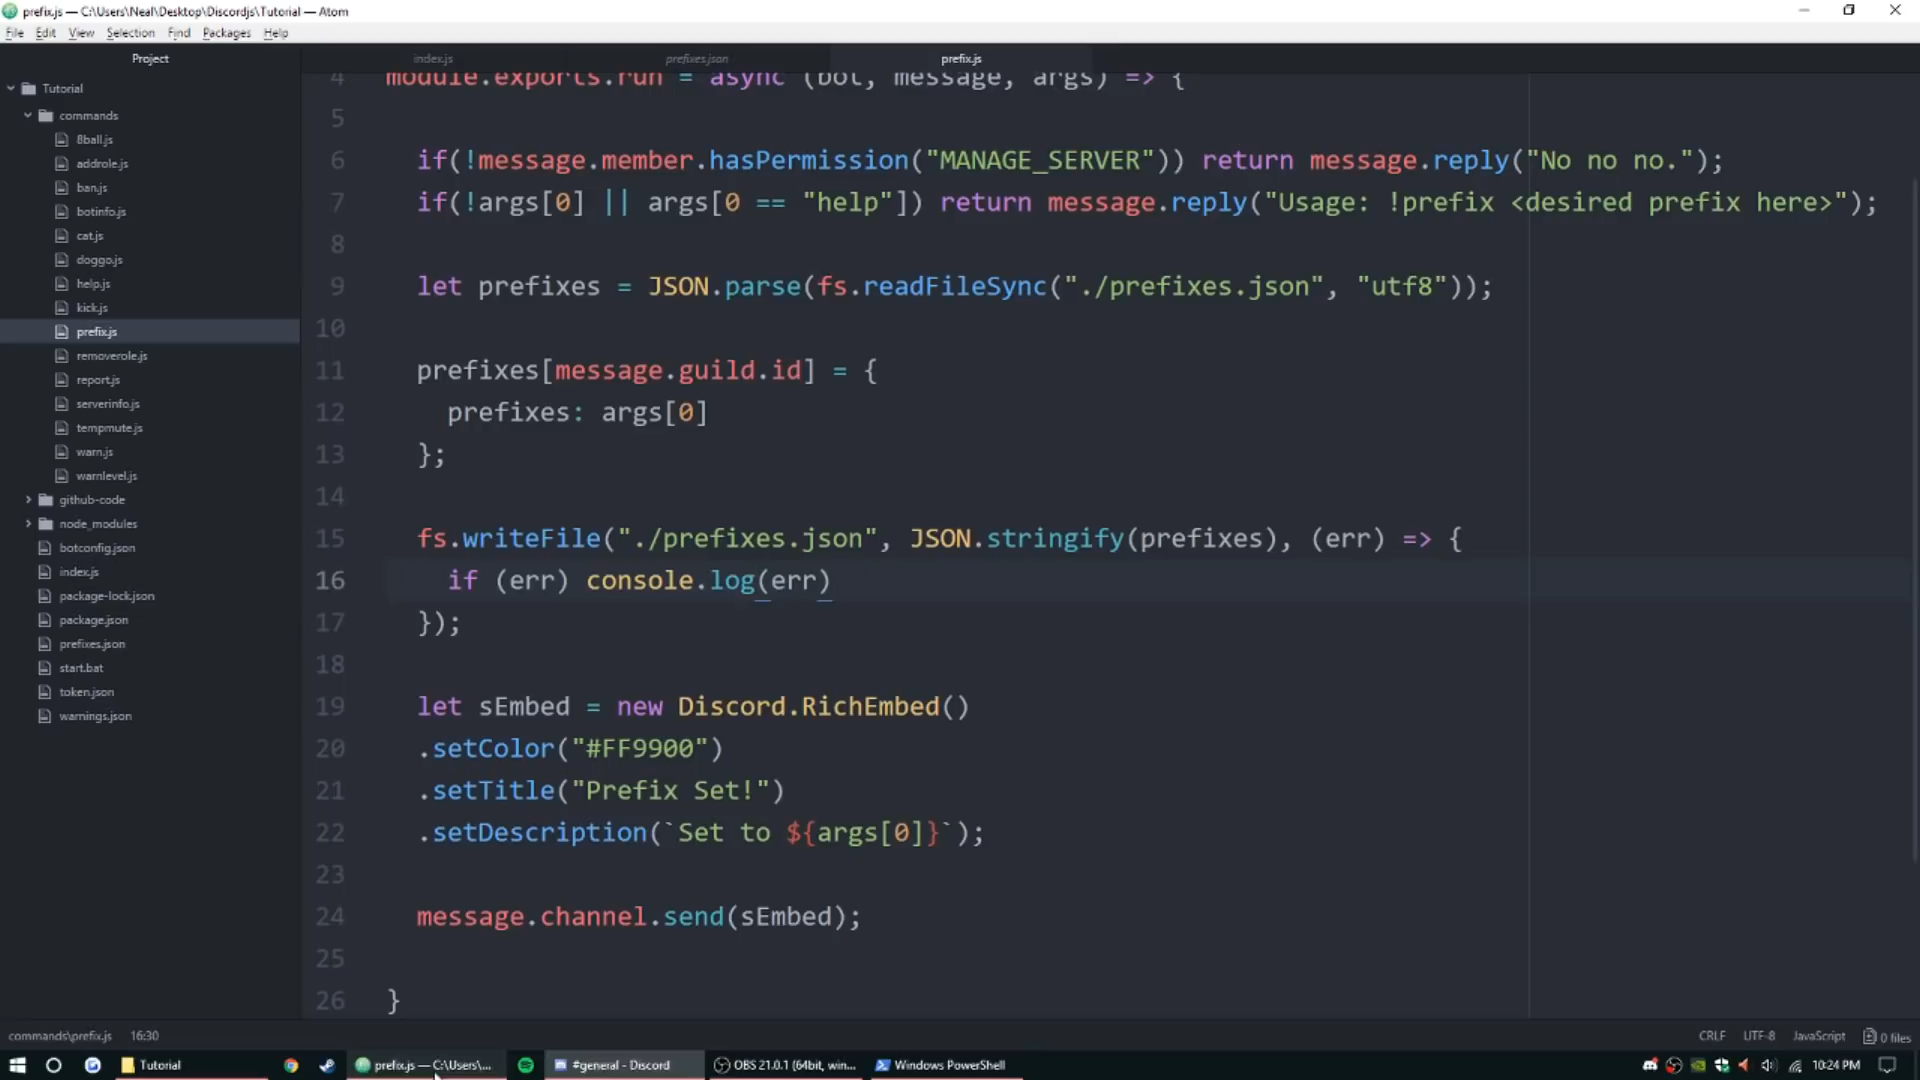 prefix.js — C:\Users\Neal\Desktop\Discordjs\Tutorial — Atom
File Edit View Selection Find Packages Help
Project
index.js
prefixes.json
prefix.js
Tutorial
commands
8ball.js
addrole.js
ban.js
botinfo.js
cat.js
doggo.js
help.js
kick.js
prefix.js
removerole.js
report.js
serverinfo.js
tempmute.js
warn.js
warnlevel.js
github-code
node_modules
botconfig.json
index.js
package-lock.json
package.json
prefixes.json
start.bat
token.json
warnings.json
4 module.exports.run = async (bot, message, args) => {
5
6 if(!message.member.hasPermission("MANAGE_SERVER")) return message.reply("No no no.");
7 if(!args[0] || args[0 == "help"]) return message.reply("Usage: !prefix <desired prefix here>");
8
9 let prefixes = JSON.parse(fs.readFileSync("./prefixes.json", "utf8"));
10
11 prefixes[message.guild.id] = {
12 prefixes: args[0]
13 };
14
15 fs.writeFile("./prefixes.json", JSON.stringify(prefixes), (err) => {
16 if (err) console.log(err)
17 });
18
19 let sEmbed = new Discord.RichEmbed()
20 .setColor("#FF9900")
21 .setTitle("Prefix Set!")
22 .setDescription(`Set to ${args[0]}`);
23
24 message.channel.send(sEmbed);
25
26 }
commands\prefix.js 16:30
CRLF UTF-8 JavaScript 0 files
Tutorial
prefix.js — C:\Users\...
#general - Discord
OBS 21.0.1 (64bit, win...
Windows PowerShell
10:24 PM